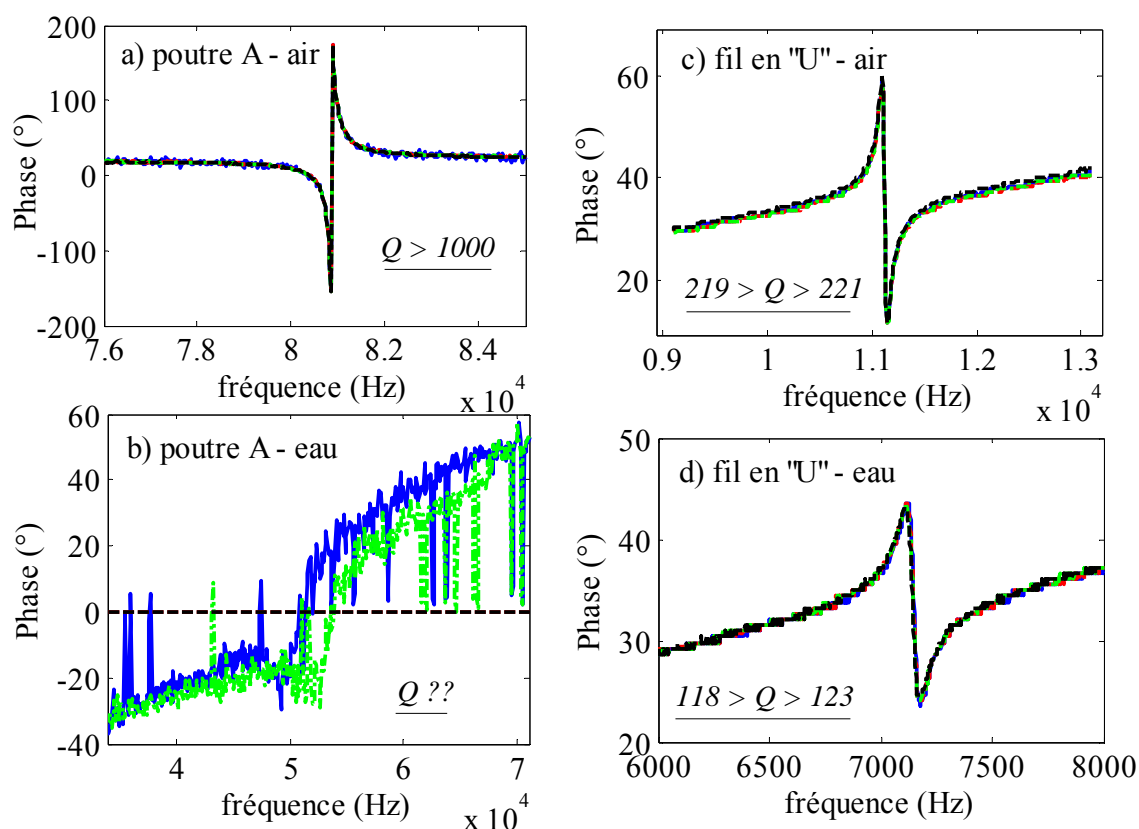 a) poutre A - air
Phase (°)
200
100
0
-100
-200
Q > 1000
7.6
7.8
8
8.2
8.4
fréquence (Hz)
x 10^4
c) fil en "U" - air
Phase (°)
60
40
20
219 > Q > 221
0.9
1
1.1
1.2
1.3
fréquence (Hz)
x 10^4
b) poutre A - eau
Phase (°)
60
40
20
0
-20
-40
Q ??
4
5
6
7
fréquence (Hz)
x 10^4
d) fil en "U" - eau
Phase (°)
50
40
30
20
118 > Q > 123
6000
6500
7000
7500
8000
fréquence (Hz)